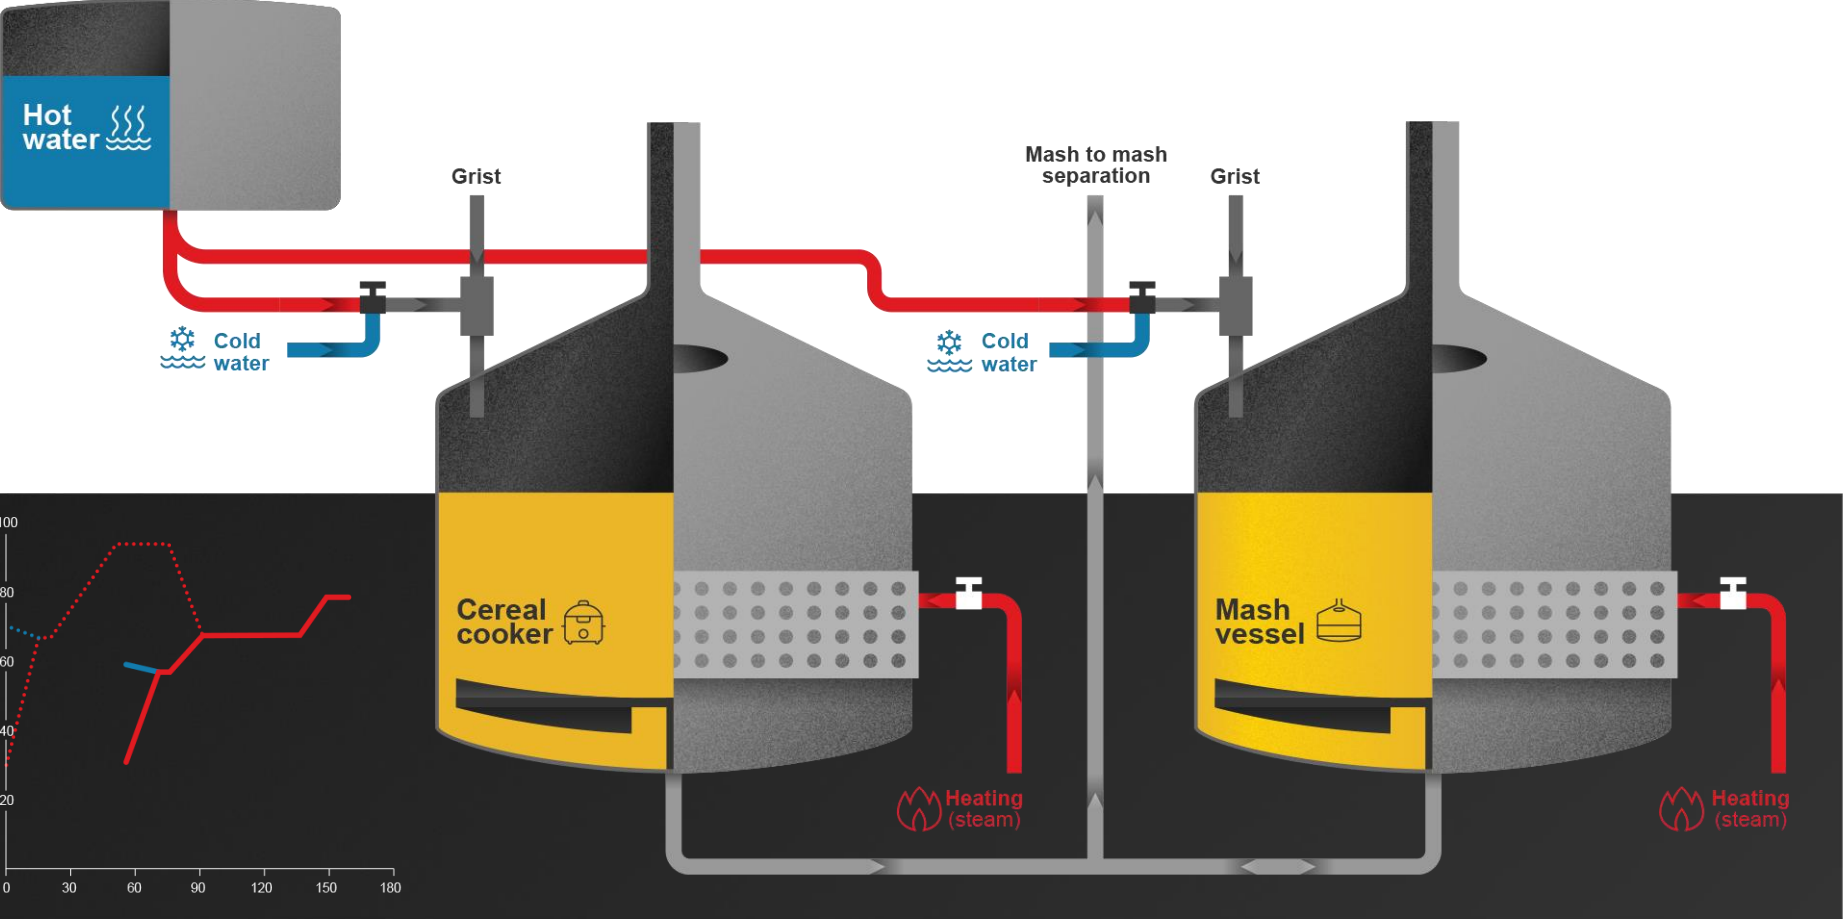 Hot
water
Grist
Mash to mash
separation
Grist
Cold
water
Cold
water
100
80
60
40
20
0
30
60
90
120
150
180
Cereal
cooker
Mash
vessel
Heating
(steam)
Heating
(steam)